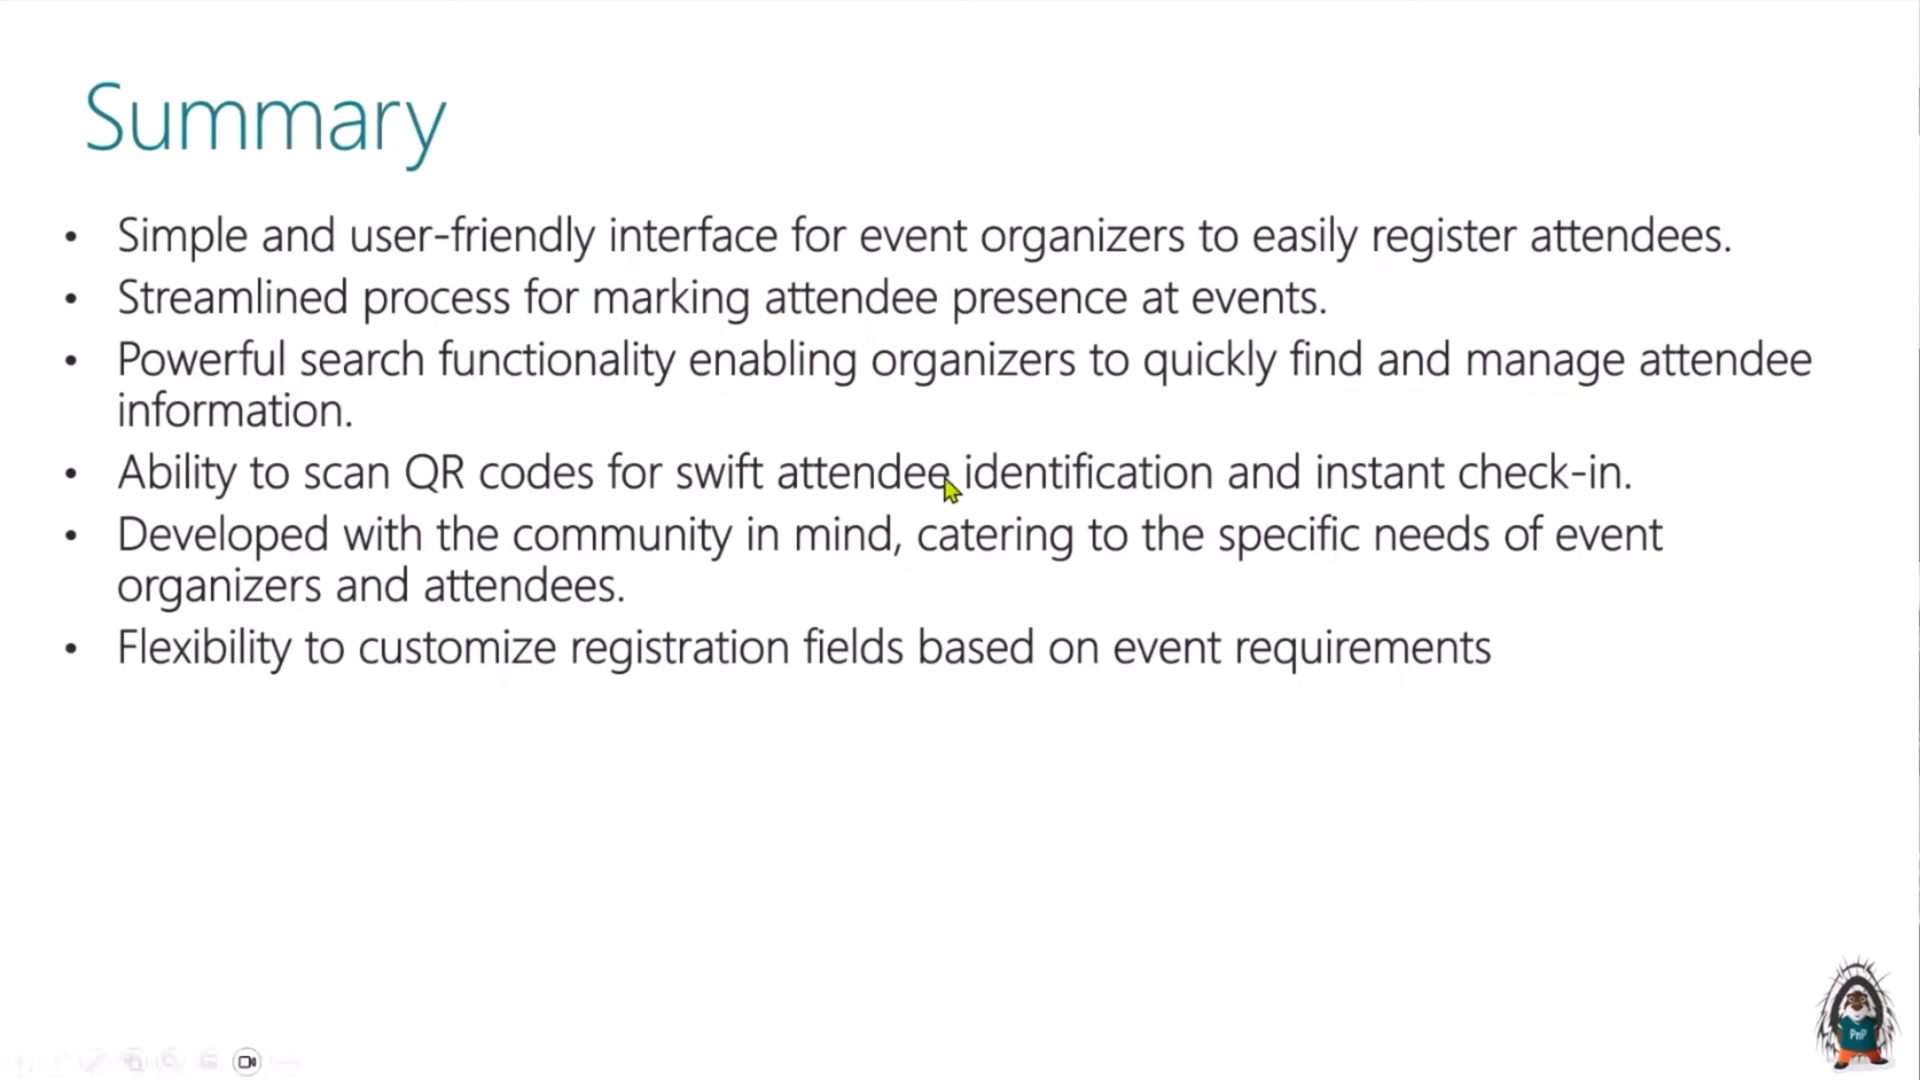 Summary
• Simple and user-friendly interface for event organizers to easily register attendees.
• Streamlined process for marking attendee presence at events.
• Powerful search functionality enabling organizers to quickly find and manage attendee
information.
• Ability to scan QR codes for swift attendee identification and instant check-in.
• Developed with the community in mind, catering to the specific needs of event
organizers and attendees.
• Flexibility to customize registration fields based on event requirements
PnP